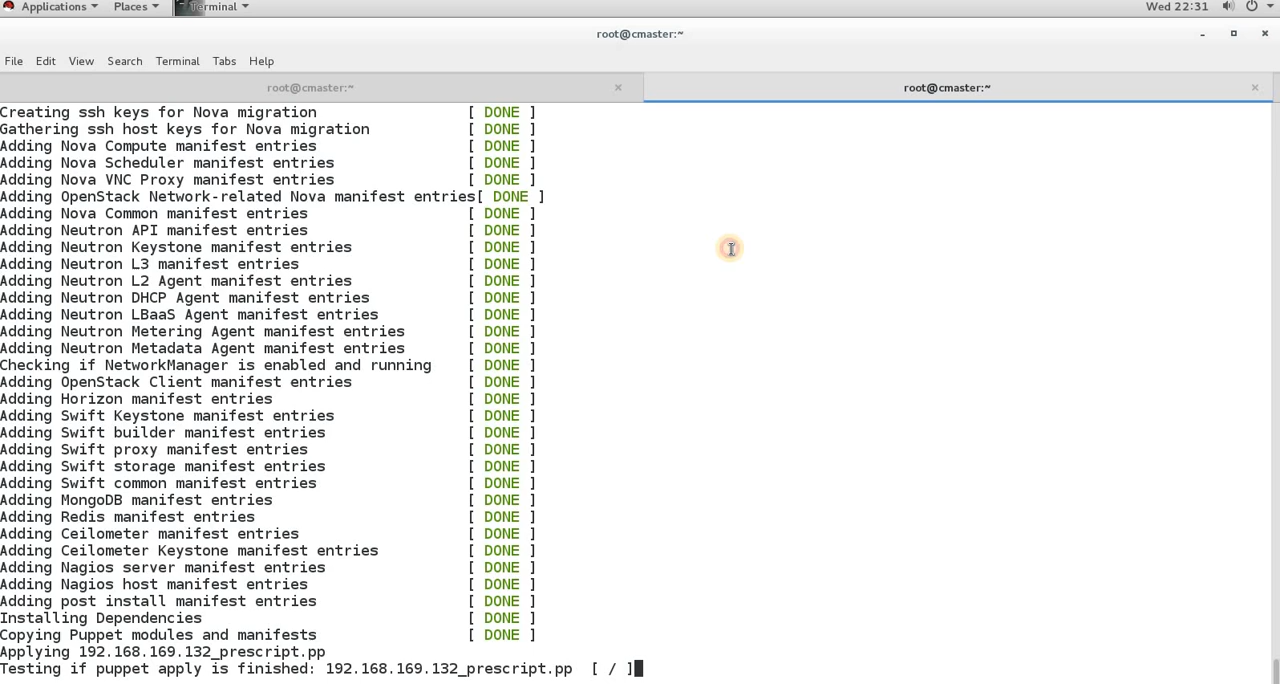 Applications Places Terminal Wed 22:31
root@cmaster:~
File Edit View Search Terminal Tabs Help
root@cmaster:~ × root@cmaster:~ ×
Creating ssh keys for Nova migration [ DONE ]
Gathering ssh host keys for Nova migration [ DONE ]
Adding Nova Compute manifest entries [ DONE ]
Adding Nova Scheduler manifest entries [ DONE ]
Adding Nova VNC Proxy manifest entries [ DONE ]
Adding OpenStack Network-related Nova manifest entries[ DONE ]
Adding Nova Common manifest entries [ DONE ]
Adding Neutron API manifest entries [ DONE ]
Adding Neutron Keystone manifest entries [ DONE ]
Adding Neutron L3 manifest entries [ DONE ]
Adding Neutron L2 Agent manifest entries [ DONE ]
Adding Neutron DHCP Agent manifest entries [ DONE ]
Adding Neutron LBaaS Agent manifest entries [ DONE ]
Adding Neutron Metering Agent manifest entries [ DONE ]
Adding Neutron Metadata Agent manifest entries [ DONE ]
Checking if NetworkManager is enabled and running [ DONE ]
Adding OpenStack Client manifest entries [ DONE ]
Adding Horizon manifest entries [ DONE ]
Adding Swift Keystone manifest entries [ DONE ]
Adding Swift builder manifest entries [ DONE ]
Adding Swift proxy manifest entries [ DONE ]
Adding Swift storage manifest entries [ DONE ]
Adding Swift common manifest entries [ DONE ]
Adding MongoDB manifest entries [ DONE ]
Adding Redis manifest entries [ DONE ]
Adding Ceilometer manifest entries [ DONE ]
Adding Ceilometer Keystone manifest entries [ DONE ]
Adding Nagios server manifest entries [ DONE ]
Adding Nagios host manifest entries [ DONE ]
Adding post install manifest entries [ DONE ]
Installing Dependencies [ DONE ]
Copying Puppet modules and manifests [ DONE ]
Applying 192.168.169.132_prescript.pp
Testing if puppet apply is finished: 192.168.169.132_prescript.pp [ / ]